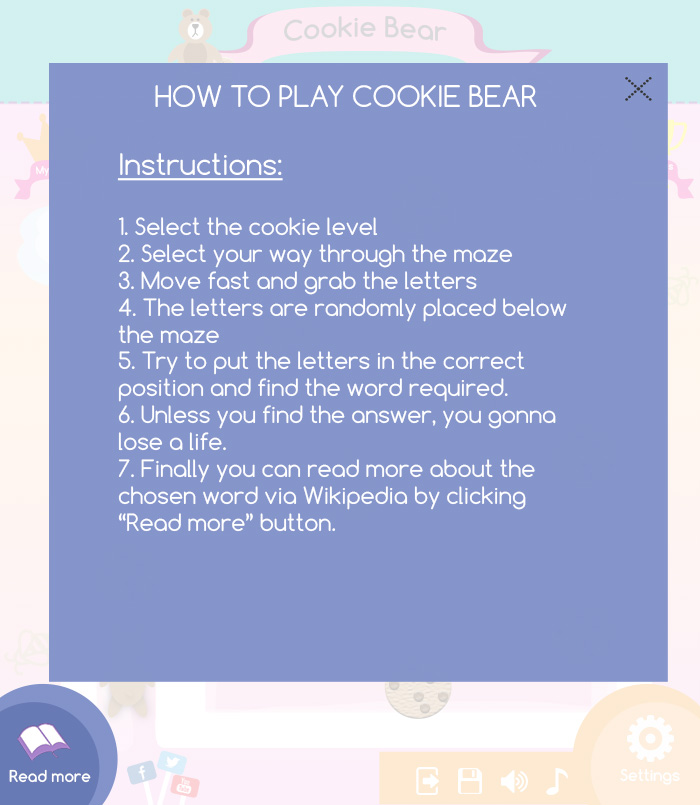 Cookie Bear
HOW TO PLAY COOKIE BEAR
My
Instructions:
1. Select the cookie level
2. Select your way through the maze
3. Move fast and grab the letters
4. The letters are randomly placed below
the maze
5. Try to put the letters in the correct
position and find the word required.
6. Unless you find the answer, you gonna
lose a life.
7. Finally you can read more about the
chosen word via Wikipedia by clicking
“Read more” button.
Read more
Settings